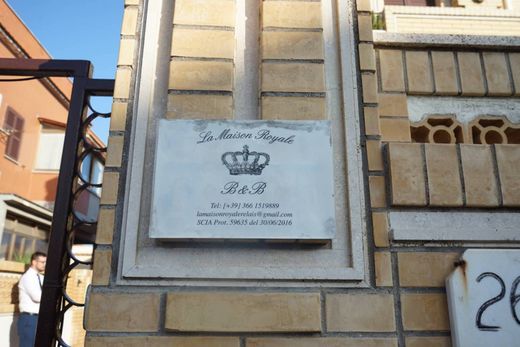 La Maison Royale
B & B
Tel: [+39] 366 1519889
lamaisonroyalerelais@gmail.com
SCIA Prot. 59635 del 30/06/2016
26